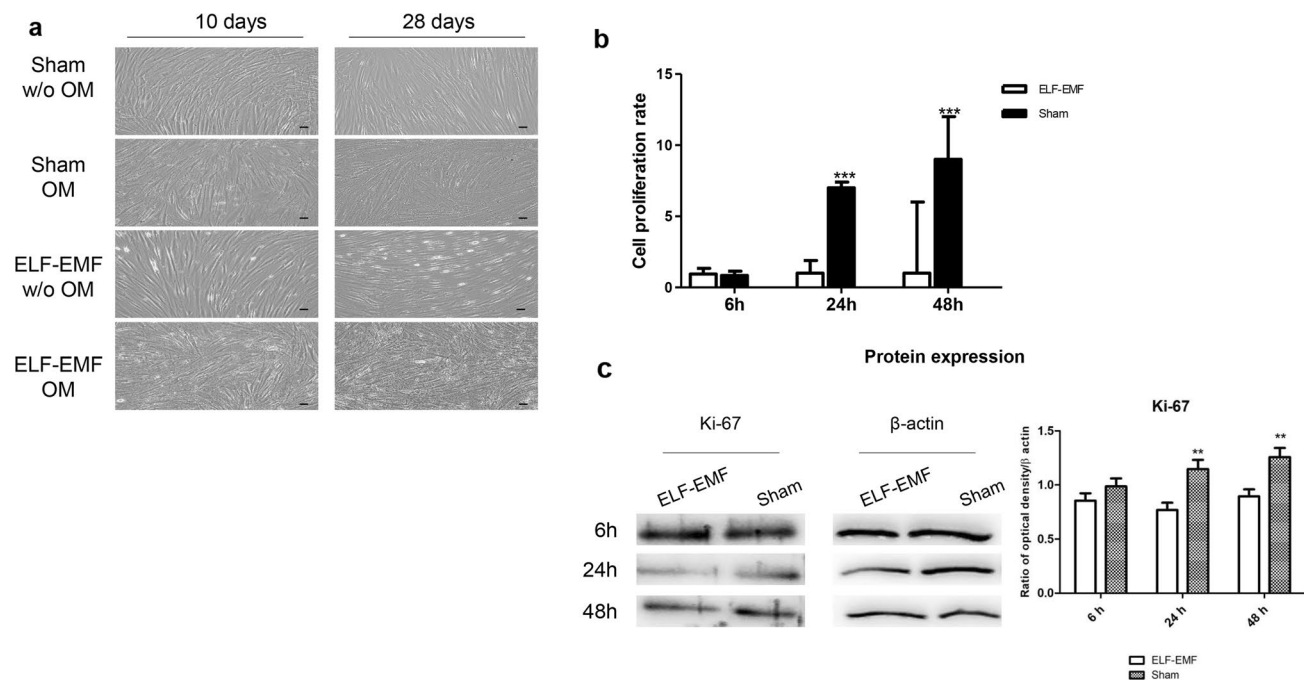 a
10 days
28 days
Sham
w/o OM
Sham
OM
ELF-EMF
w/o OM
ELF-EMF
OM
b
Cell proliferation rate
15
10
5
0
***
***
6h
24h
48h
ELF-EMF
Sham
Protein expression
c
Ki-67
β-actin
ELF-EMF
Sham
ELF-EMF
Sham
6h
24h
48h
Ki-67
Ratio of optical density/β actin
1.5
1.0
0.5
0.0
**
**
6 h
24 h
48 h
ELF-EMF
Sham